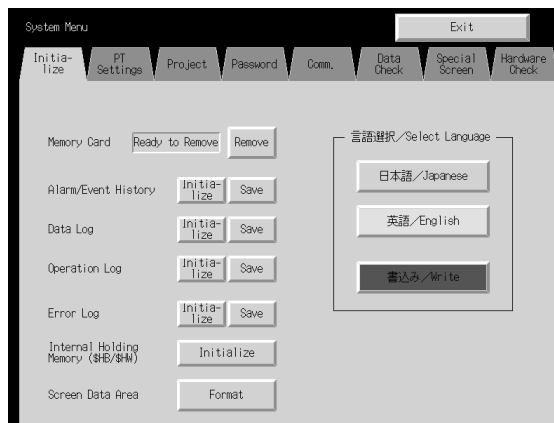 System Menu
Exit
Initia-
lize
PT
Settings
Project
Password
Comm.
Data
Check
Special
Screen
Hardware
Check
Memory Card
Ready to Remove
Remove
Alarm/Event History
Initia-
lize
Save
Data Log
Initia-
lize
Save
Operation Log
Initia-
lize
Save
Error Log
Initia-
lize
Save
Internal Holding
Memory ($HB/$HW)
Initialize
Screen Data Area
Format
言語選択/Select Language
日本語/Japanese
英語/English
書込み/Write